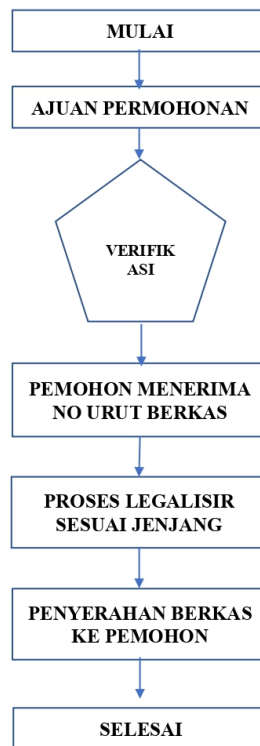 MULAI
AJUAN PERMOHONAN
VERIFIK
ASI
PEMOHON MENERIMA
NO URUT BERKAS
PROSES LEGALISIR
SESUAI JENJANG
PENYERAHAN BERKAS
KE PEMOHON
SELESAI